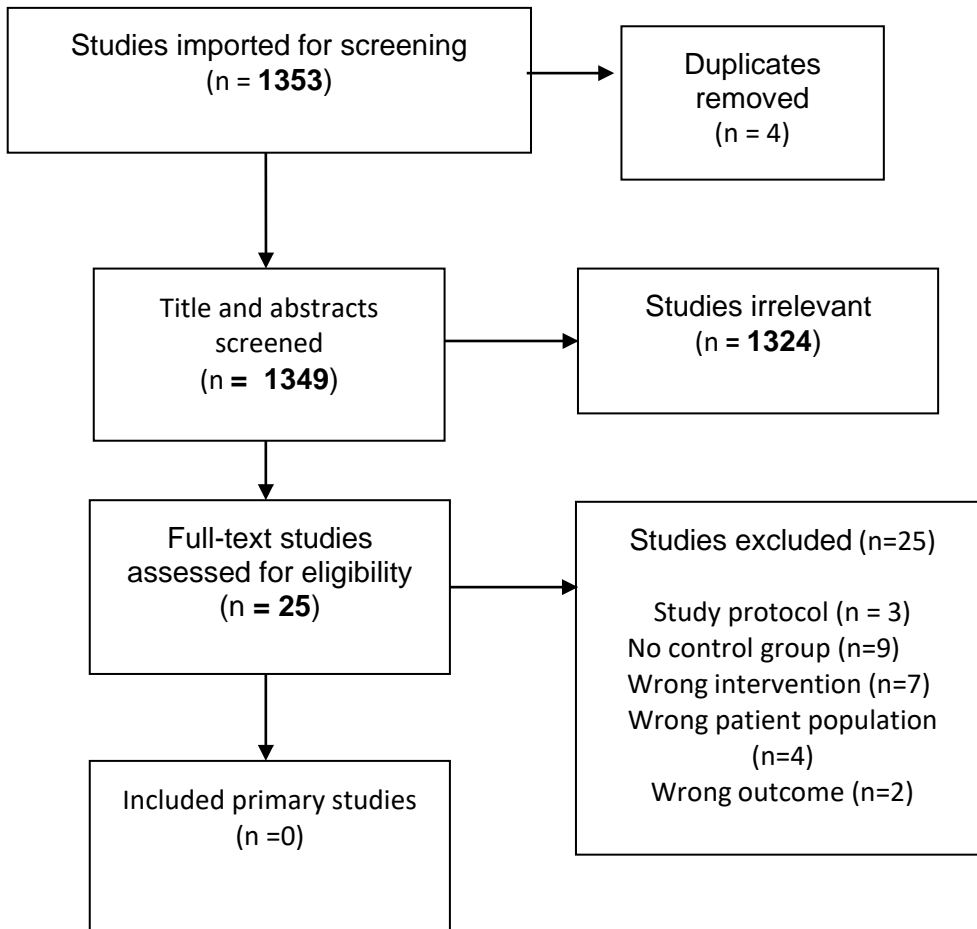 Studies imported for screening
(n = 1353)
Duplicates
removed
(n = 4)
Title and abstracts
screened
(n = 1349)
Studies irrelevant
(n = 1324)
Full-text studies
assessed for eligibility
(n = 25)
Studies excluded (n=25)
Study protocol (n = 3)
No control group (n=9)
Wrong intervention (n=7)
Wrong patient population
(n=4)
Wrong outcome (n=2)
Included primary studies
(n =0)